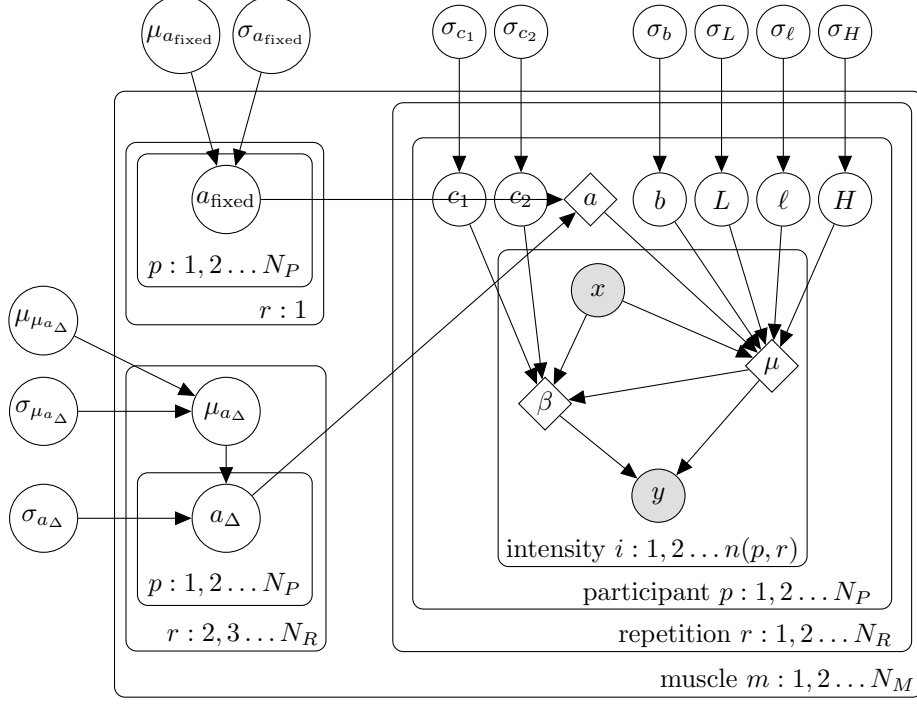 μ_{a_fixed} σ_{a_fixed} σ_{c_1} σ_{c_2} σ_b σ_L σ_ℓ σ_H
a_fixed c_1 c_2 a b L ℓ H
p : 1, 2 … N_P
r : 1
x
μ_{μ_{a_Δ}}
μ
σ_{μ_{a_Δ}} μ_{a_Δ} β
σ_{a_Δ} a_Δ y
intensity i : 1, 2 … n(p, r)
p : 1, 2 … N_P
participant p : 1, 2 … N_P
r : 2, 3 … N_R
repetition r : 1, 2 … N_R
muscle m : 1, 2 … N_M